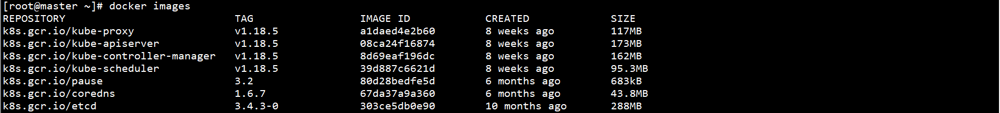 [root@master ~]# docker images
REPOSITORY TAG IMAGE ID CREATED SIZE
k8s.gcr.io/kube-proxy v1.18.5 a1daed4e2b60 8 weeks ago 117MB
k8s.gcr.io/kube-apiserver v1.18.5 08ca24f16874 8 weeks ago 173MB
k8s.gcr.io/kube-controller-manager v1.18.5 8d69eaf196dc 8 weeks ago 162MB
k8s.gcr.io/kube-scheduler v1.18.5 39d887c6621d 8 weeks ago 95.3MB
k8s.gcr.io/pause 3.2 80d28bedfe5d 6 months ago 683kB
k8s.gcr.io/coredns 1.6.7 67da37a9a360 6 months ago 43.8MB
k8s.gcr.io/etcd 3.4.3-0 303ce5db0e90 10 months ago 288MB